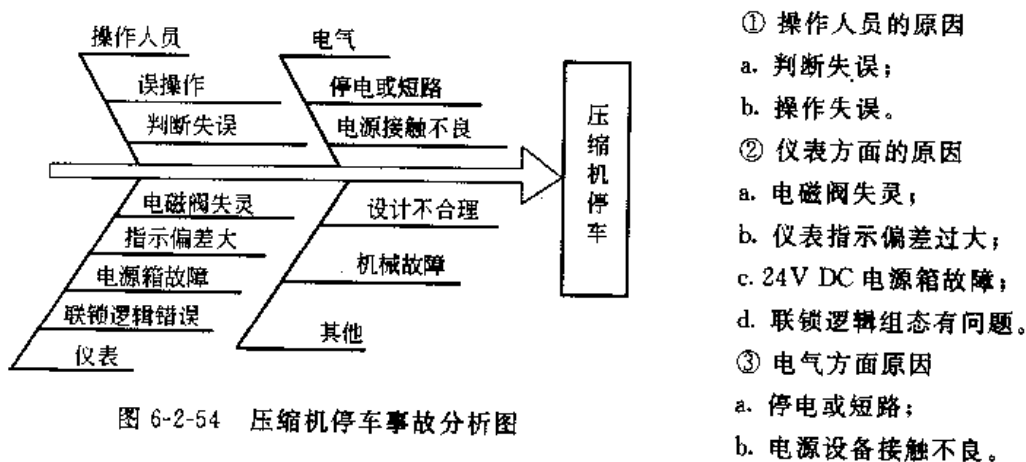 操作人员
电气
误操作
停电或短路
判断失误
电源接触不良
压缩机停车
电磁阀失灵
设计不合理
指示偏差大
机械故障
电源箱故障
联锁逻辑错误
其他
仪表
图 6-2-54 压缩机停车事故分析图
① 操作人员的原因
a. 判断失误；
b. 操作失误。
② 仪表方面的原因
a. 电磁阀失灵；
b. 仪表指示偏差过大；
c. 24V DC 电源箱故障；
d. 联锁逻辑组态有问题。
③ 电气方面原因
a. 停电或短路；
b. 电源设备接触不良。